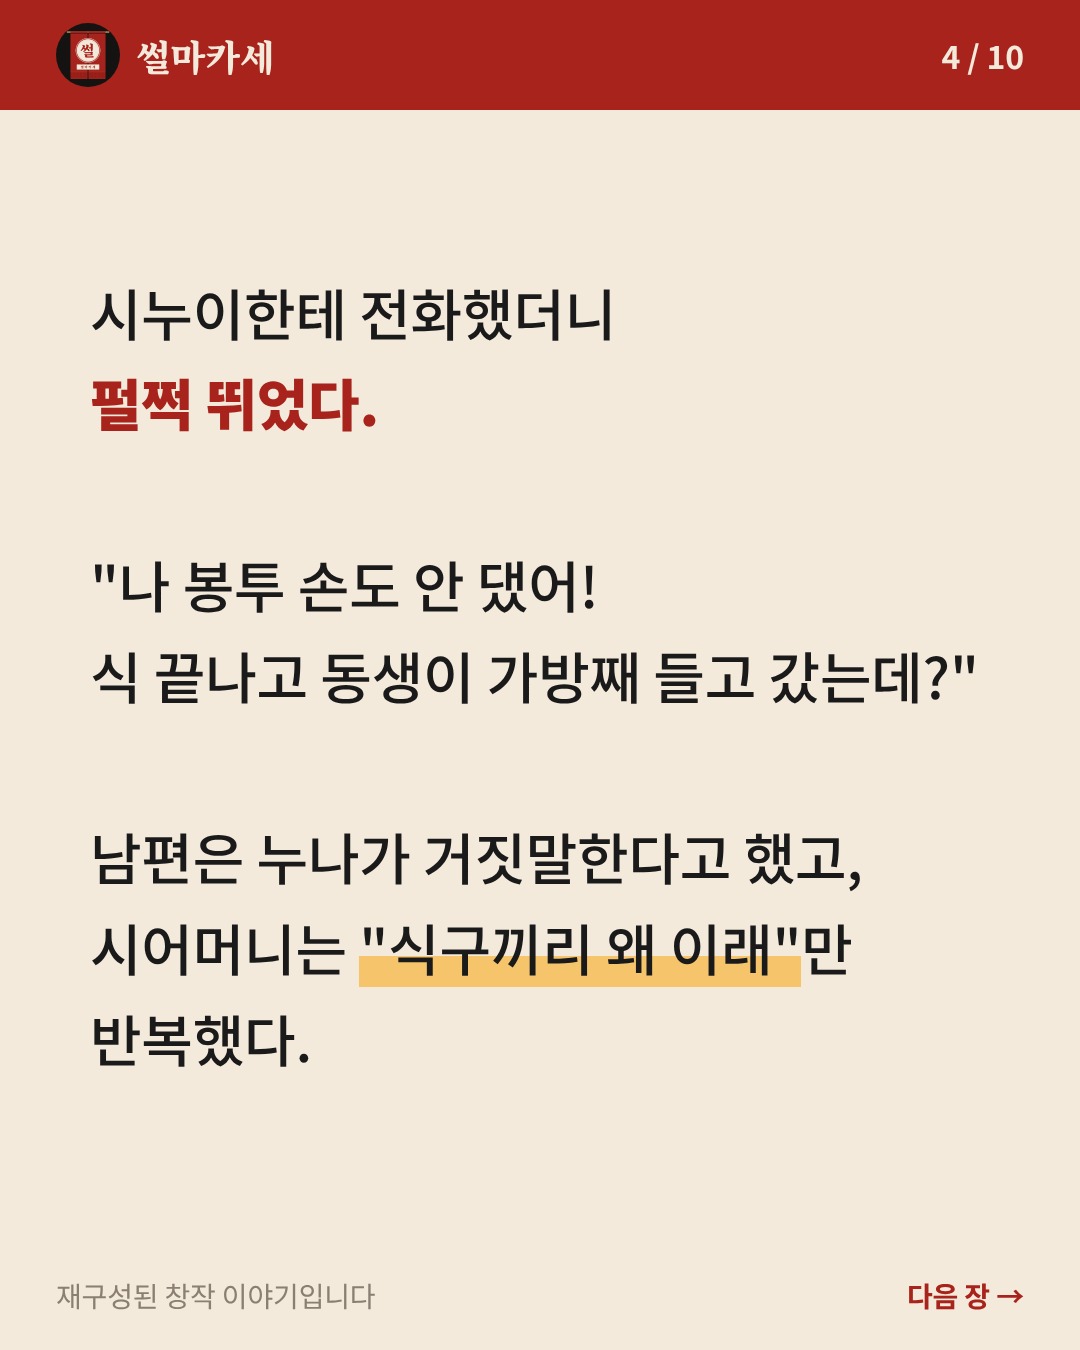 썰
썰마카세
4 / 10
시누이한테 전화했더니
펄쩍 뛰었다.
"나 봉투 손도 안 댔어!
식 끝나고 동생이 가방째 들고 갔는데?"
남편은 누나가 거짓말한다고 했고,
시어머니는 "식구끼리 왜 이래"만
반복했다.
재구성된 창작 이야기입니다
다음 장 →